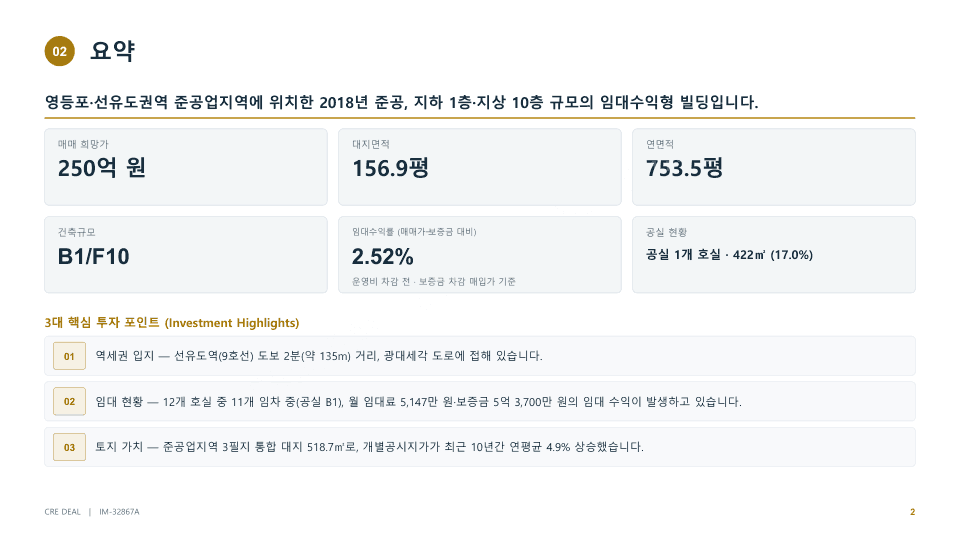 02 요약
영등포·선유도권역 준공업지역에 위치한 2018년 준공, 지하 1층·지상 10층 규모의 임대수익형 빌딩입니다.
매매 희망가
250억 원
대지면적
156.9평
연면적
753.5평
건축규모
B1/F10
임대수익률 (매매가-보증금 대비)
2.52%
운영비 차감 전 · 보증금 차감 매입가 기준
공실 현황
공실 1개 호실 · 422㎡ (17.0%)
3대 핵심 투자 포인트 (Investment Highlights)
01 역세권 입지 — 선유도역(9호선) 도보 2분(약 135m) 거리, 광대세각 도로에 접해 있습니다.
02 임대 현황 — 12개 호실 중 11개 임차 중(공실 B1), 월 임대료 5,147만 원·보증금 5억 3,700만 원의 임대 수익이 발생하고 있습니다.
03 토지 가치 — 준공업지역 3필지 통합 대지 518.7㎡로, 개별공시지가가 최근 10년간 연평균 4.9% 상승했습니다.
CRE DEAL | IM-32867A
2